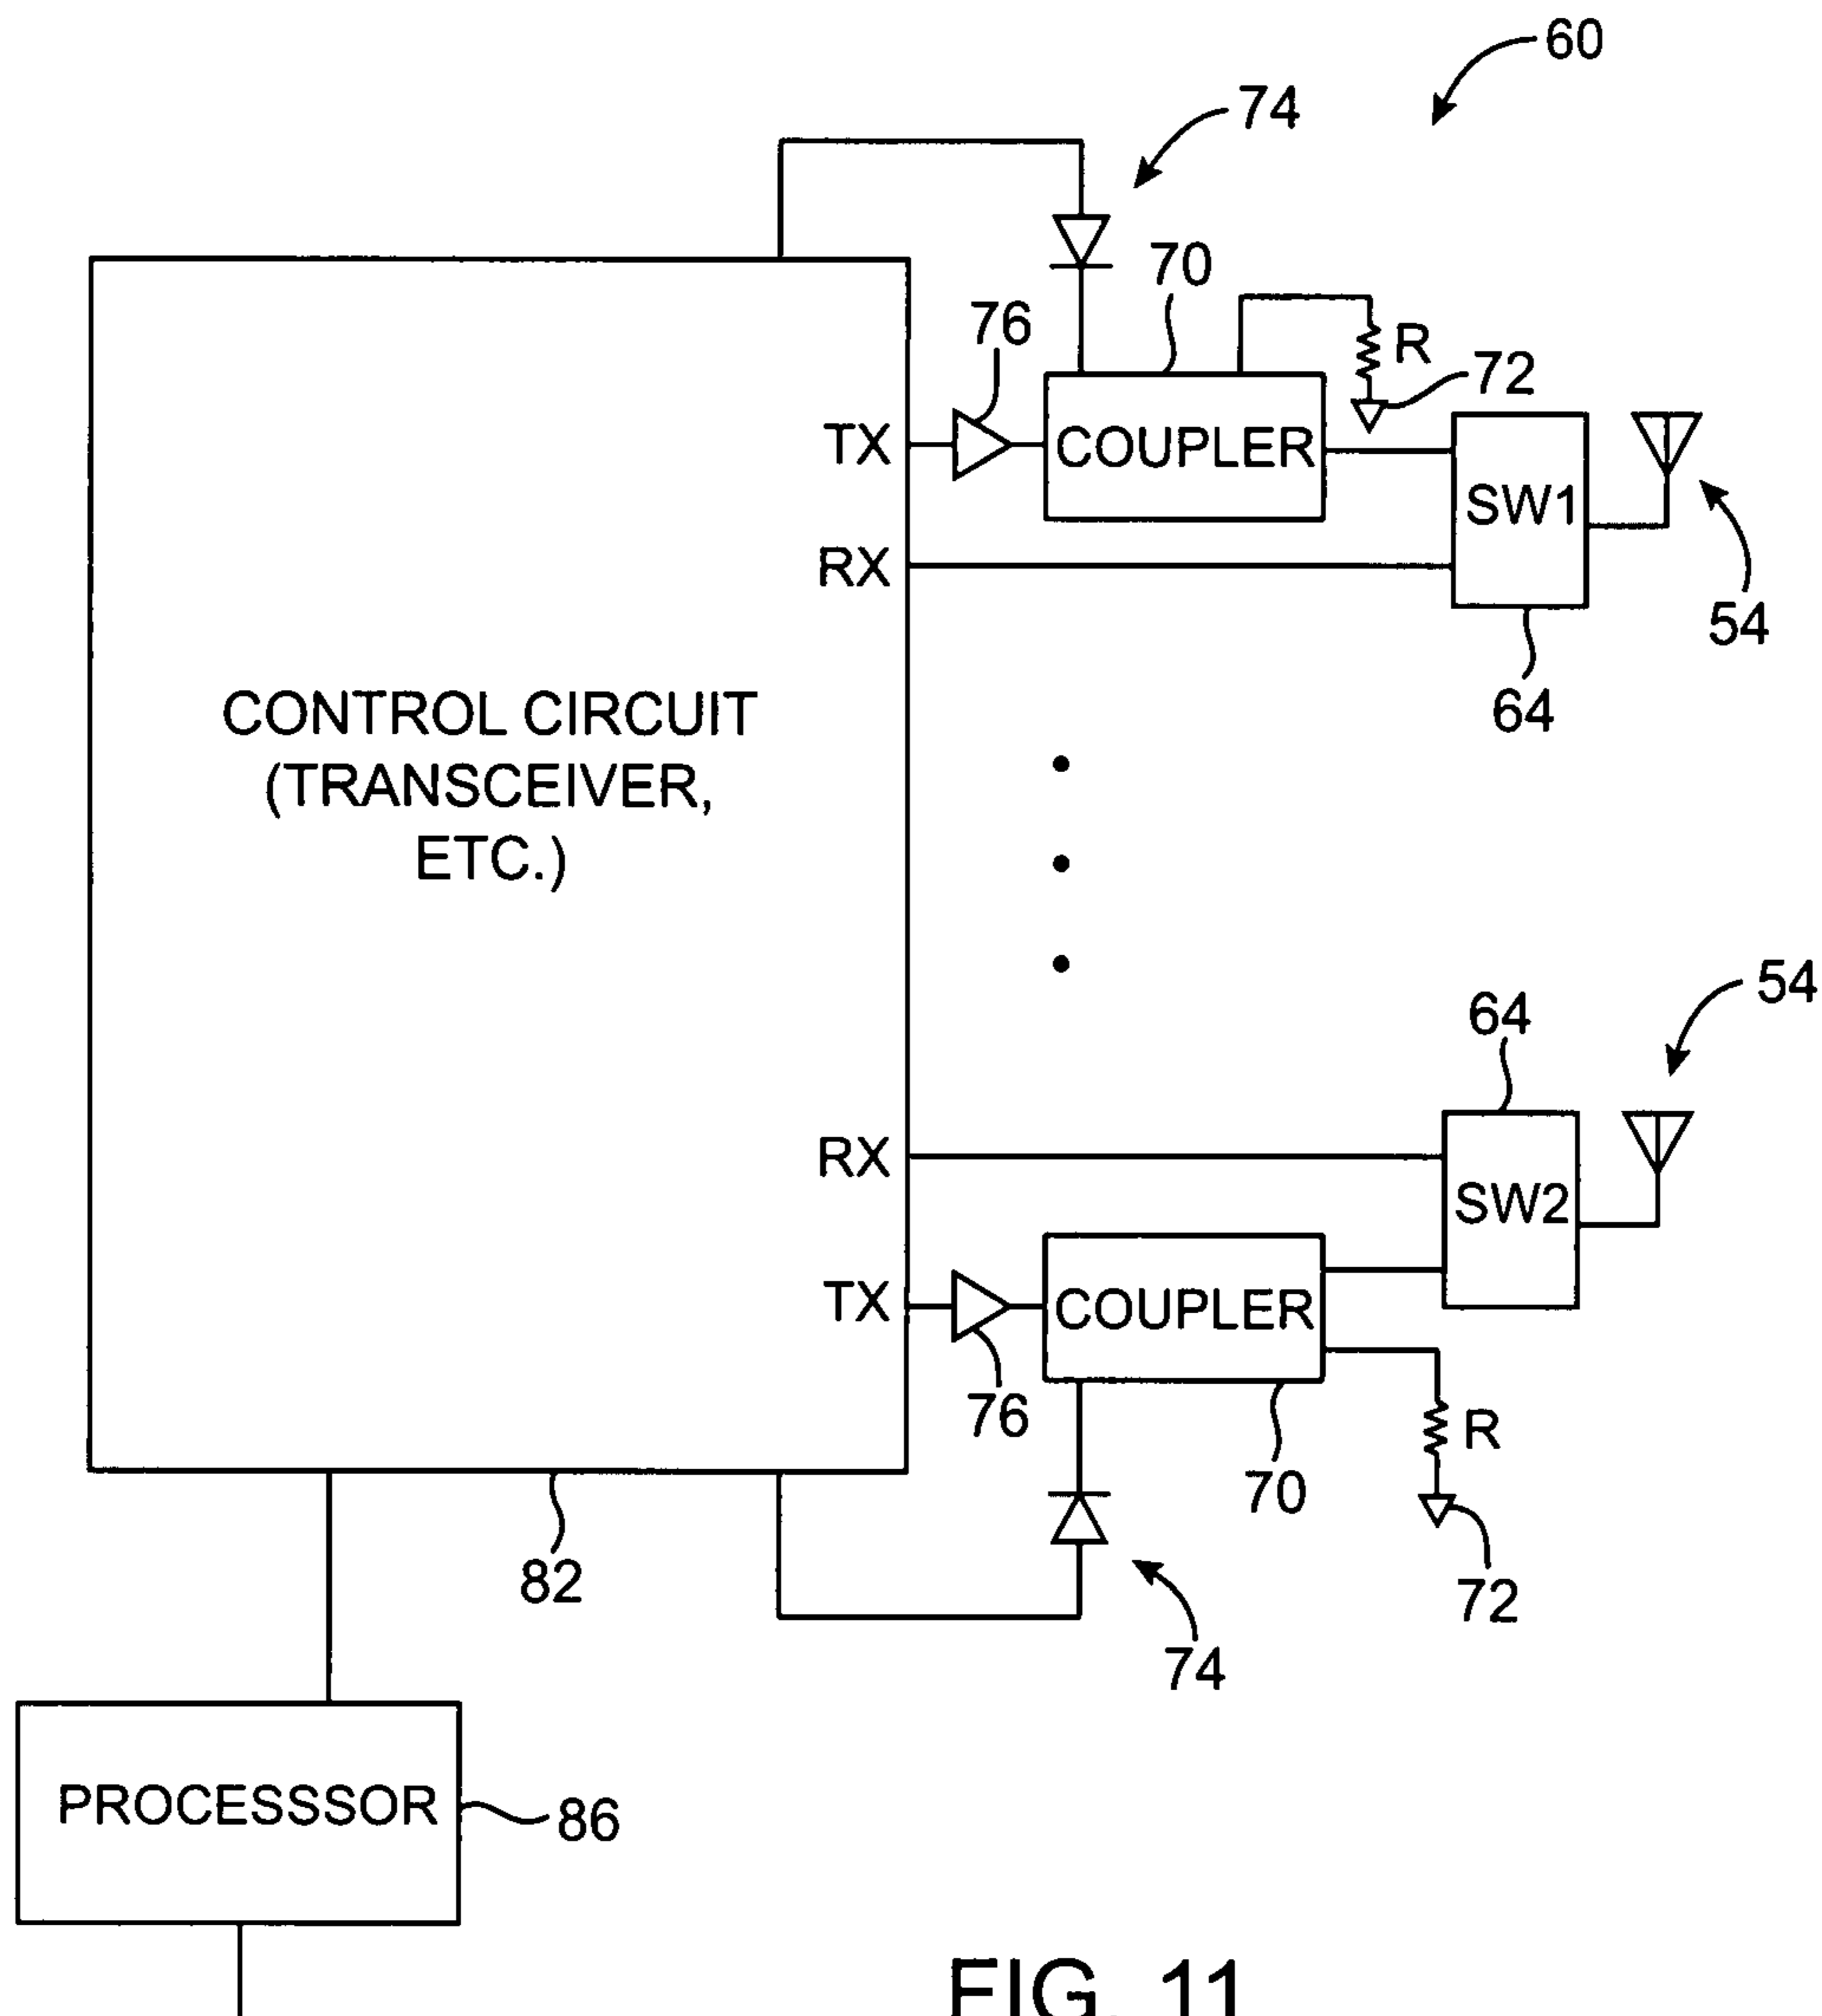 60
74
70
76
R
72
TX
COUPLER
SW1
RX
54
64
CONTROL CIRCUIT
(TRANSCEIVER,
ETC.)
54
64
RX
SW2
TX
COUPLER
76
R
70
82
72
74
PROCESSSOR
86
FIG. 11